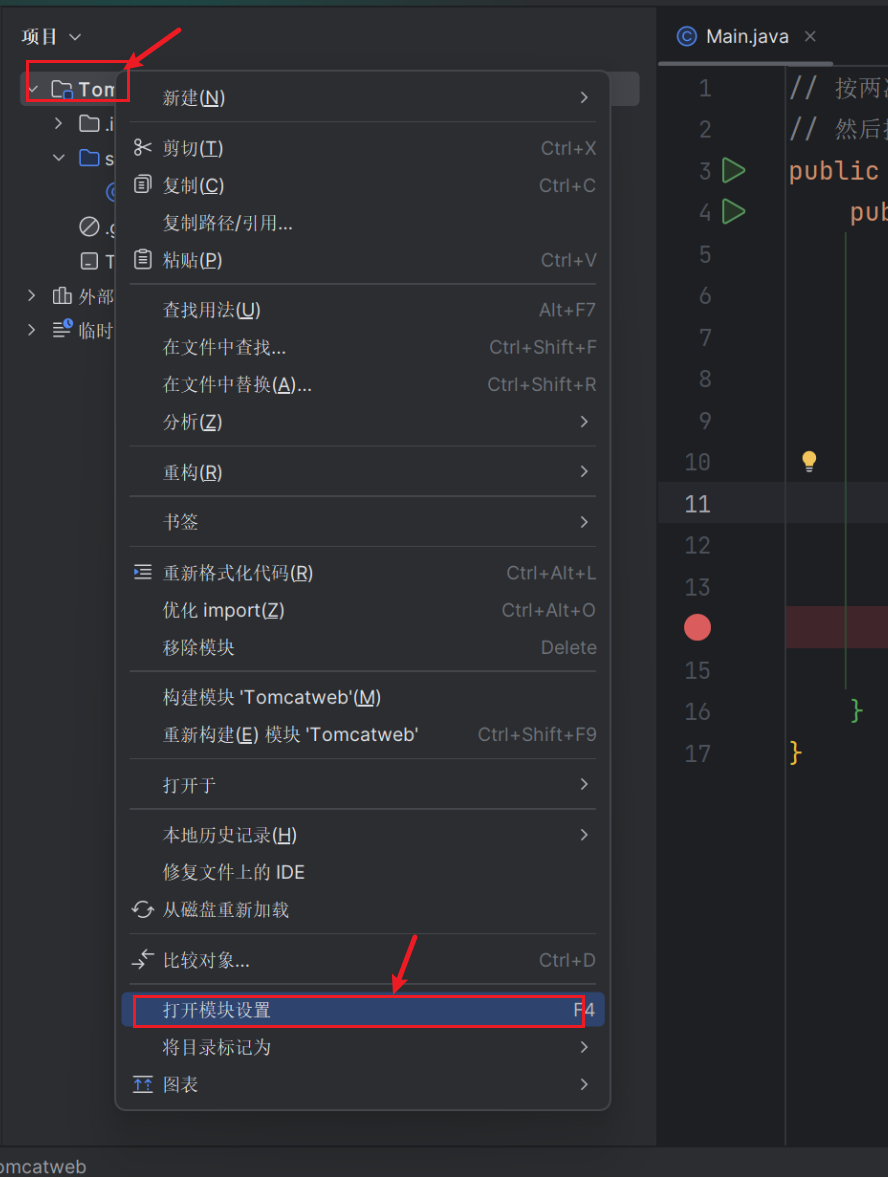 项目
Main.java
Tom
.i
s
.g
T
外部
临时
新建(N)
剪切(T) Ctrl+X
复制(C) Ctrl+C
复制路径/引用...
粘贴(P) Ctrl+V
查找用法(U) Alt+F7
在文件中查找... Ctrl+Shift+F
在文件中替换(A)... Ctrl+Shift+R
分析(Z)
重构(R)
书签
重新格式化代码(R) Ctrl+Alt+L
优化 import(Z) Ctrl+Alt+O
移除模块 Delete
构建模块 'Tomcatweb'(M)
重新构建(E) 模块 'Tomcatweb' Ctrl+Shift+F9
打开于
本地历史记录(H)
修复文件上的 IDE
从磁盘重新加载
比较对象... Ctrl+D
打开模块设置 F4
将目录标记为
图表
1 // 按两
2 // 然后
3 public
4 pub
5
6
7
8
9
10
11
12
13
15
16 }
17 }
omcatweb